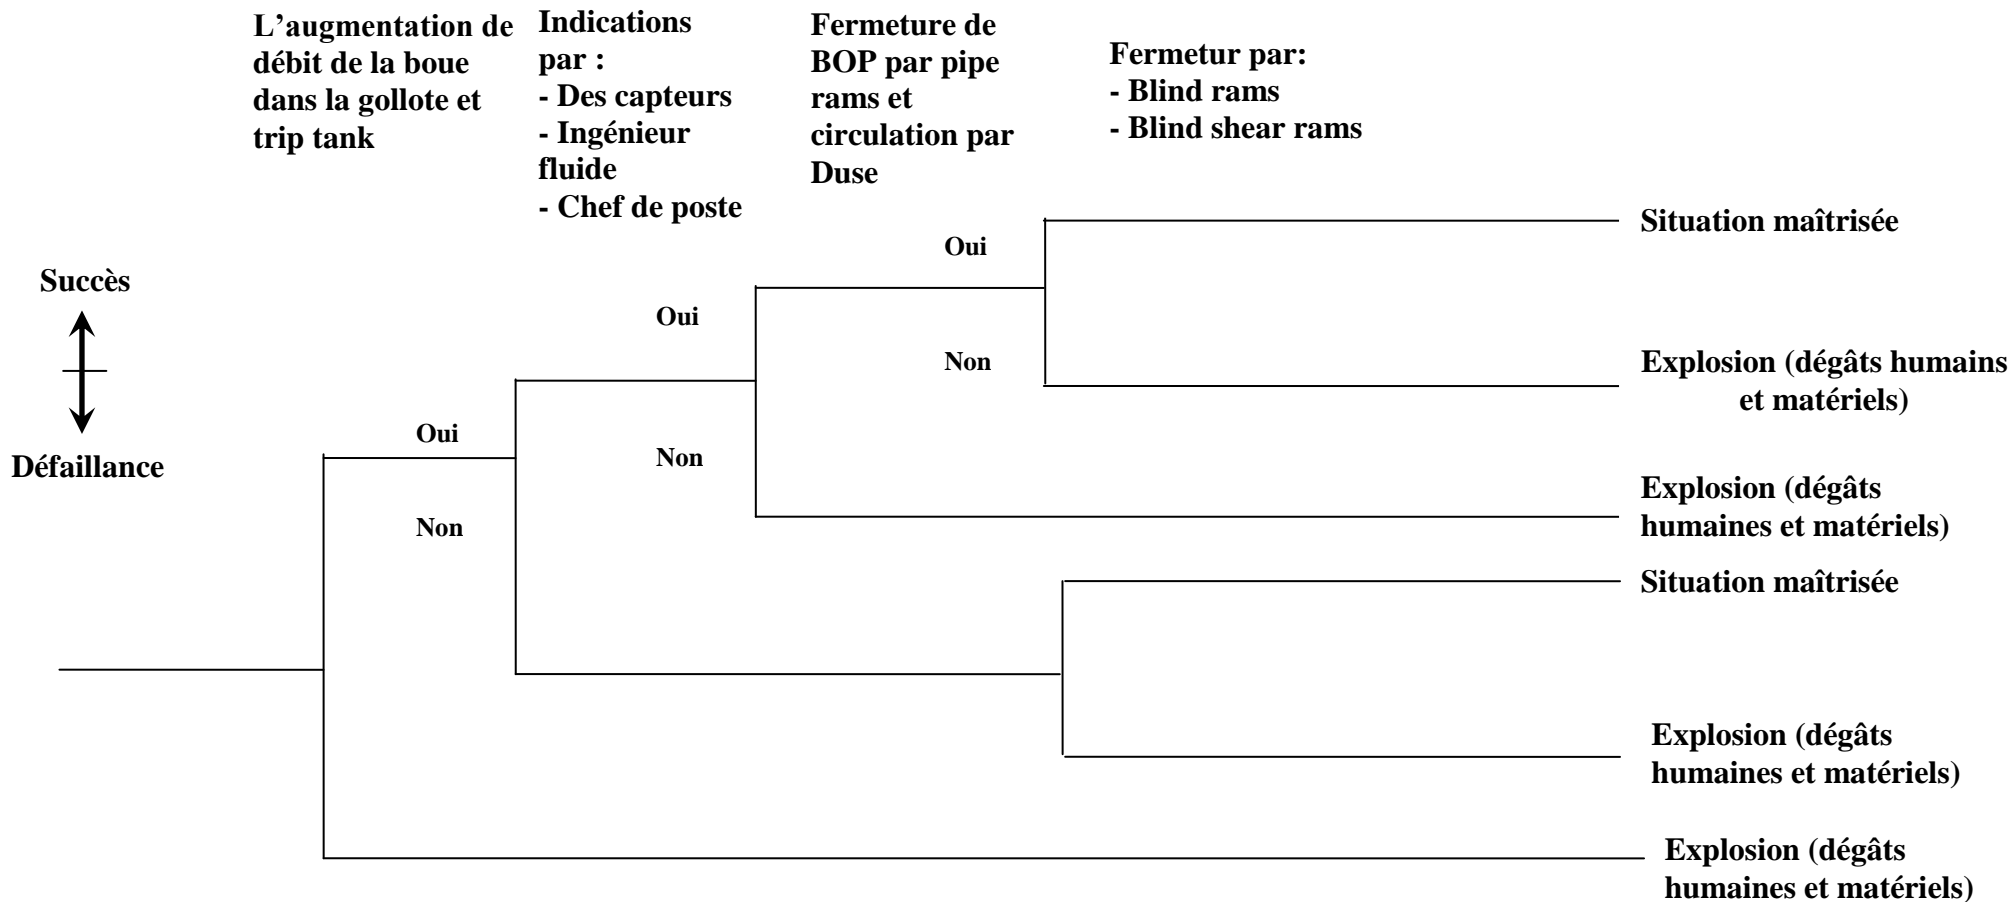 L'augmentation de
débit de la boue
dans la gollote et
trip tank
Indications
par :
- Des capteurs
- Ingénieur
fluide
- Chef de poste
Fermeture de
BOP par pipe
rams et
circulation par
Duse
Fermetur par:
- Blind rams
- Blind shear rams
Succès
Défaillance
Oui
Non
Oui
Non
Oui
Non
Situation maîtrisée
Explosion (dégâts humains
et matériels)
Explosion (dégâts
humaines et matériels)
Situation maîtrisée
Explosion (dégâts
humaines et matériels)
Explosion (dégâts
humaines et matériels)